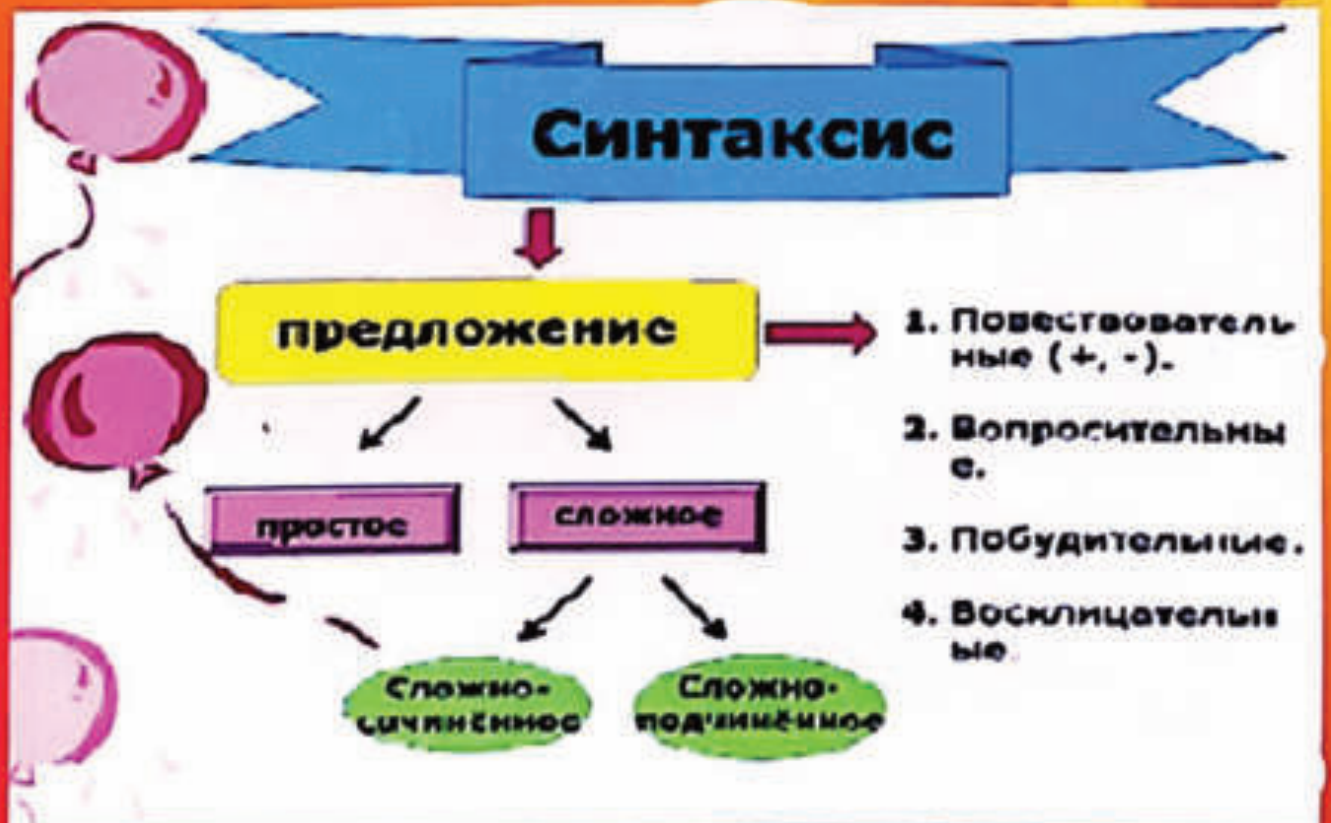 Синтаксис
предложение
простое
сложное
Сложно-
сочинённое
Сложно-
подчинённое
1. Повествователь
ные (+, -).
2. Вопросительны
е.
3. Побудительные.
4. Восклицательн
ые